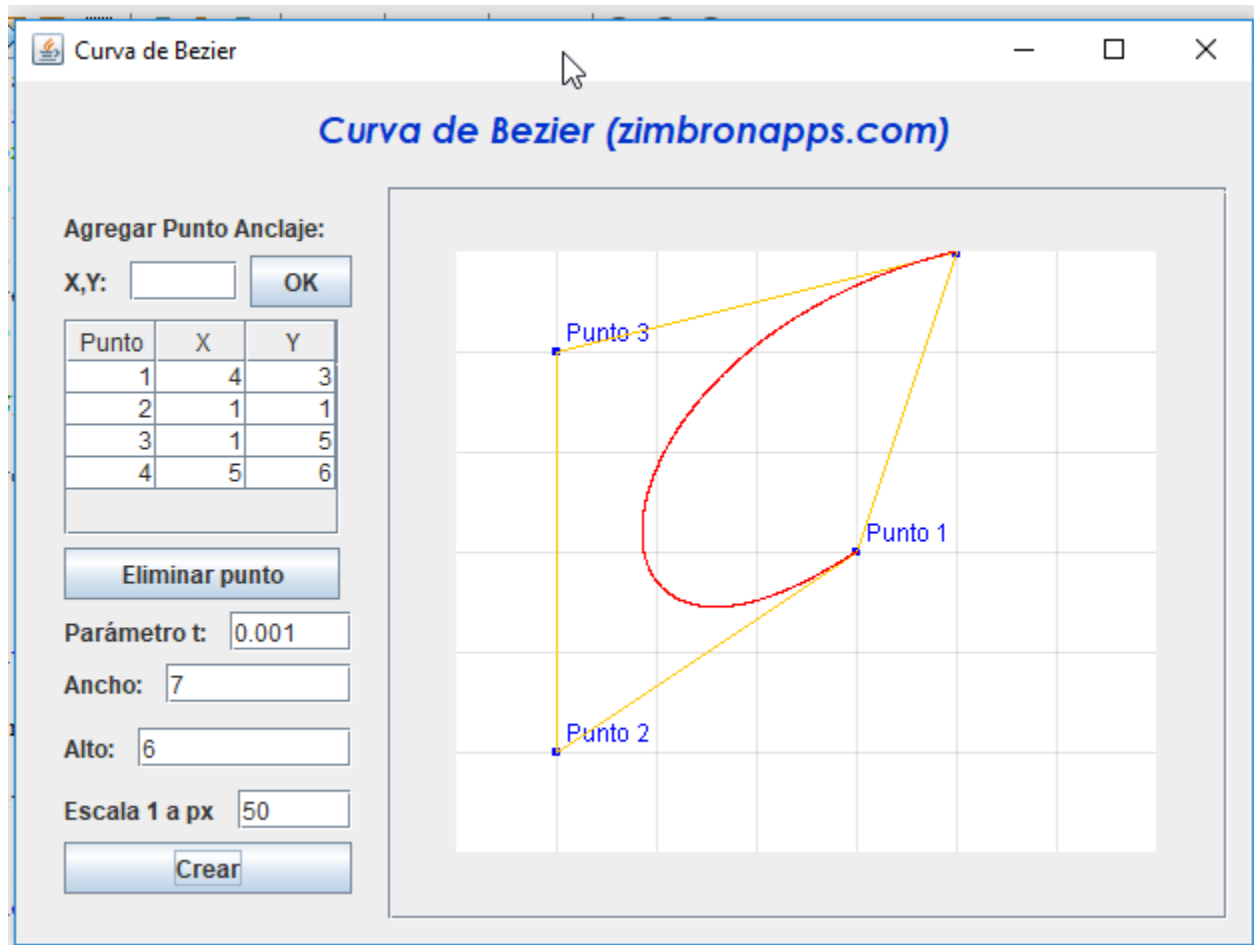 Curva de Bezier
Curva de Bezier (zimbronapps.com)
Agregar Punto Anclaje:
X,Y: OK
Punto X Y
1 4 3
2 1 1
3 1 5
4 5 6
Eliminar punto
Parámetro t: 0.001
Ancho: 7
Alto: 6
Escala 1 a px 50
Crear
Punto 3
Punto 1
Punto 2